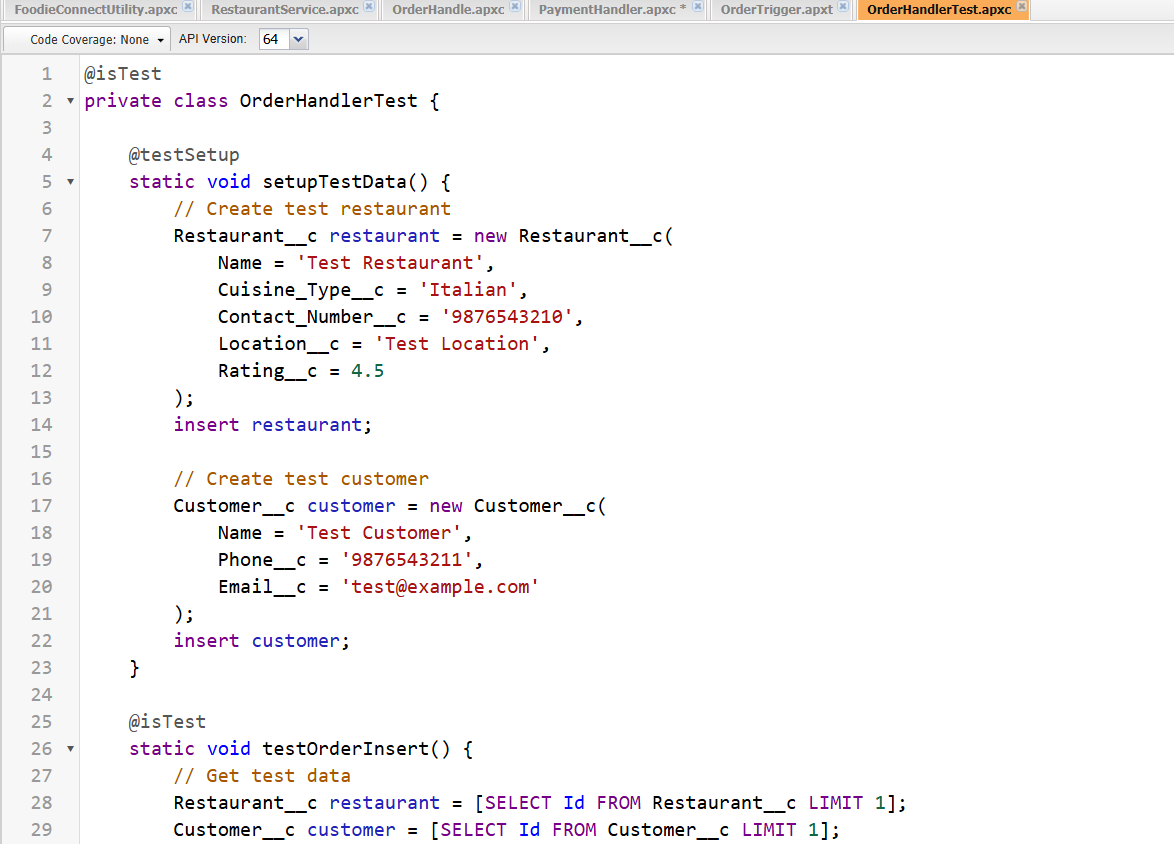 FoodieConnectUtility.apxc RestaurantService.apxc OrderHandle.apxc PaymentHandler.apxc * OrderTrigger.apxt OrderHandlerTest.apxc
Code Coverage: None API Version: 64
1 @isTest
2 private class OrderHandlerTest {
3
4 @testSetup
5 static void setupTestData() {
6 // Create test restaurant
7 Restaurant__c restaurant = new Restaurant__c(
8 Name = 'Test Restaurant',
9 Cuisine_Type__c = 'Italian',
10 Contact_Number__c = '9876543210',
11 Location__c = 'Test Location',
12 Rating__c = 4.5
13 );
14 insert restaurant;
15
16 // Create test customer
17 Customer__c customer = new Customer__c(
18 Name = 'Test Customer',
19 Phone__c = '9876543211',
20 Email__c = 'test@example.com'
21 );
22 insert customer;
23 }
24
25 @isTest
26 static void testOrderInsert() {
27 // Get test data
28 Restaurant__c restaurant = [SELECT Id FROM Restaurant__c LIMIT 1];
29 Customer__c customer = [SELECT Id FROM Customer__c LIMIT 1];